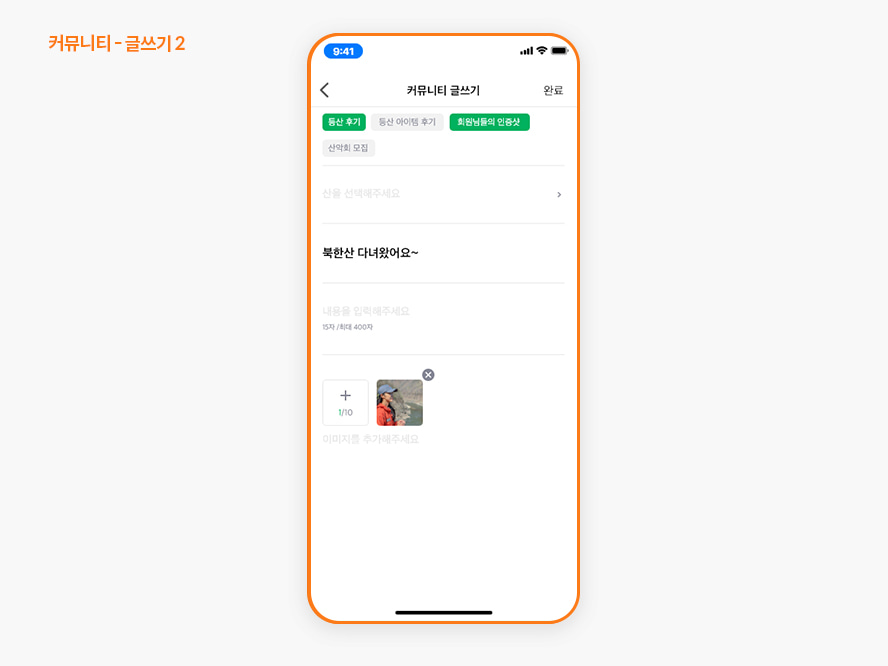 커뮤니티 - 글쓰기 2
9:41
커뮤니티 글쓰기 완료
등산 후기 등산 아이템 후기 회원님들의 인증샷
산악회 모집
산을 선택해주세요
북한산 다녀왔어요~
내용을 입력해주세요
15자 /최대 400자
1/10
이미지를 추가해주세요